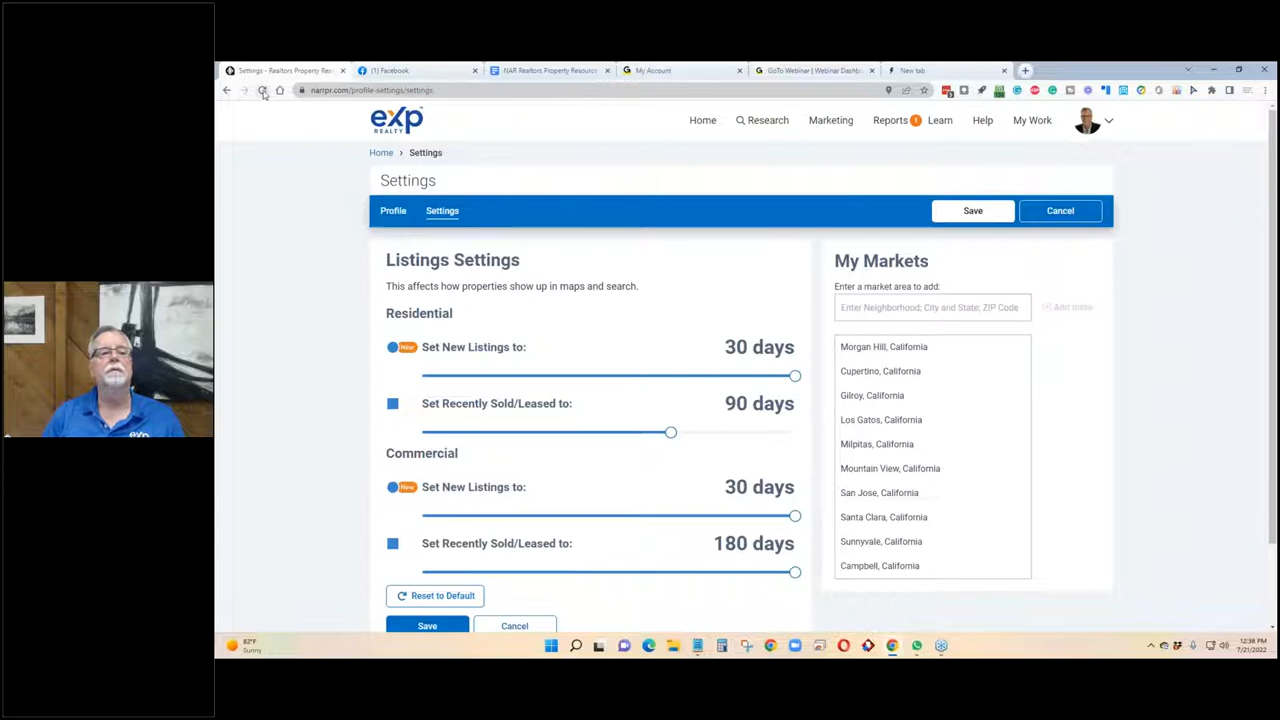 Settings - Realtors Property Res
(1) Facebook
NAR Realtors Property Resource
My Account
GoTo Webinar | Webinar Dashb
New tab
narrpr.com/profile-settings/settings
exp
REALTY
Home
Research
Marketing
Reports 1
Learn
Help
My Work
Home > Settings
Settings
Profile
Settings
Save
Cancel
Listings Settings
This affects how properties show up in maps and search.
Residential
New Set New Listings to: 30 days
Set Recently Sold/Leased to: 90 days
Commercial
New Set New Listings to: 30 days
Set Recently Sold/Leased to: 180 days
Reset to Default
Save
Cancel
My Markets
Enter a market area to add:
Enter Neighborhood; City and State; ZIP Code
Morgan Hill, California
Cupertino, California
Gilroy, California
Los Gatos, California
Milpitas, California
Mountain View, California
San Jose, California
Santa Clara, California
Sunnyvale, California
Campbell, California
exp
82°F
Sunny
12:38 PM
7/21/2022